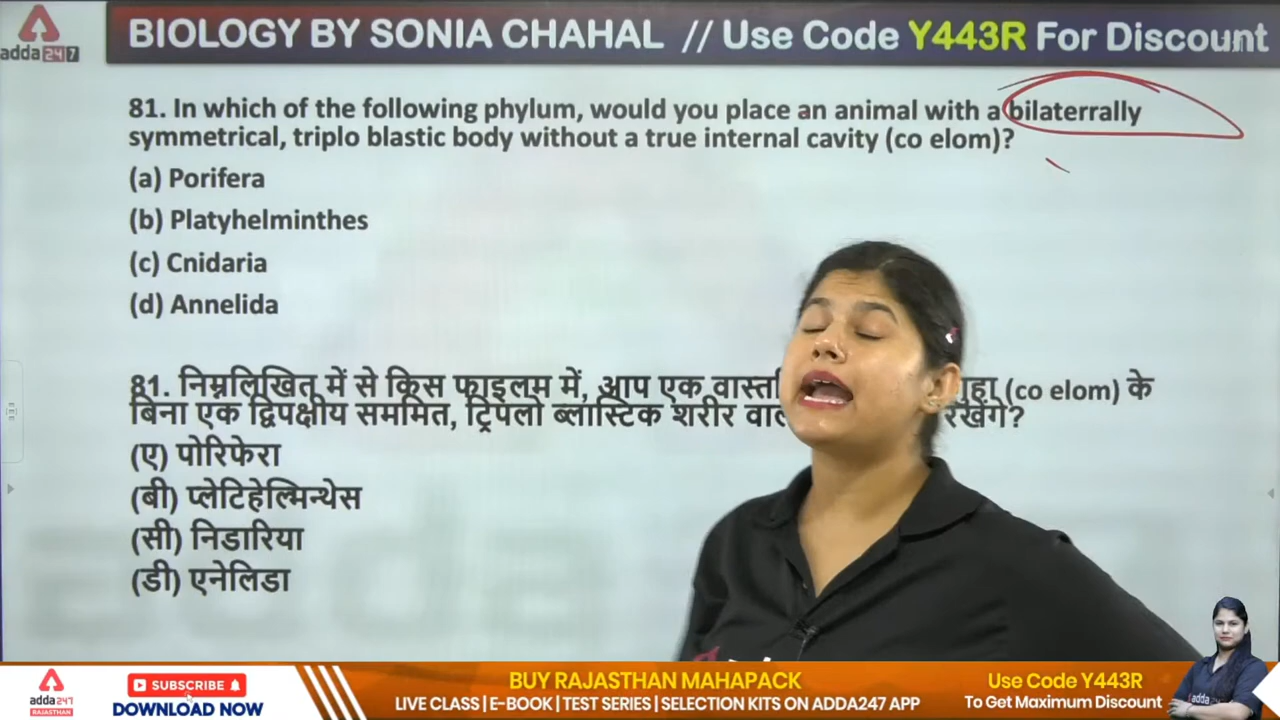 adda247
BIOLOGY BY SONIA CHAHAL // Use Code Y443R For Discount
81. In which of the following phylum, would you place an animal with a bilaterrally
symmetrical, triplo blastic body without a true internal cavity (co elom)?
(a) Porifera
(b) Platyhelminthes
(c) Cnidaria
(d) Annelida
81. निम्नलिखित में से किस फाइलम में, आप एक गुहा (co elom) के
बिना एक द्विपक्षीय सममित, ट्रिपलो ब्लास्टिक शरीर रखेंगे?
(ए) पोरिफेरा
(बी) प्लेटिहेल्मिन्थेस
(सी) निडारिया
(डी) एनेलिडा
adda247
RAJASTHAN
SUBSCRIBE
DOWNLOAD NOW
BUY RAJASTHAN MAHAPACK
LIVE CLASS | E-BOOK | TEST SERIES | SELECTION KITS ON ADDA247 APP
Use Code Y443R
To Get Maximum Discount